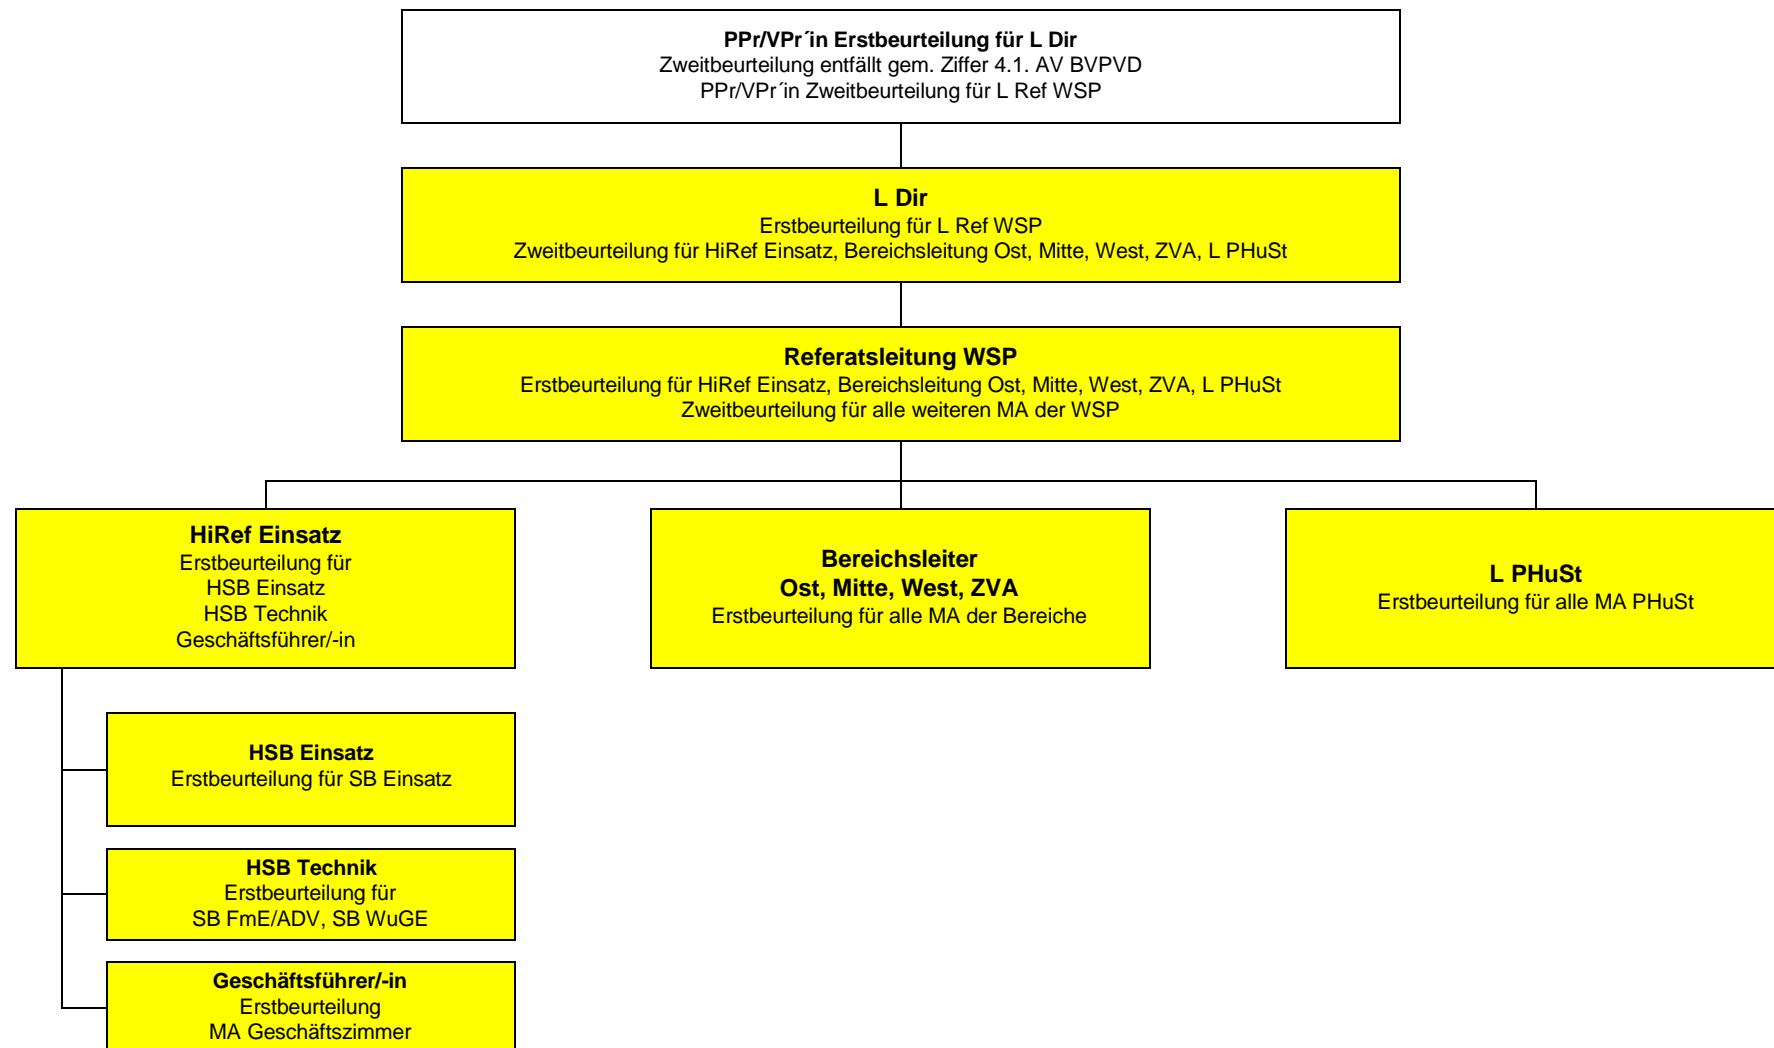 PPr/VPr´in Erstbeurteilung für L Dir
Zweitbeurteilung entfällt gem. Ziffer 4.1. AV BVPVD
PPr/VPr´in Zweitbeurteilung für L Ref WSP
L Dir
Erstbeurteilung für L Ref WSP
Zweitbeurteilung für HiRef Einsatz, Bereichsleitung Ost, Mitte, West, ZVA, L PHuSt
Referatsleitung WSP
Erstbeurteilung für HiRef Einsatz, Bereichsleitung Ost, Mitte, West, ZVA, L PHuSt
Zweitbeurteilung für alle weiteren MA der WSP
HiRef Einsatz
Erstbeurteilung für
HSB Einsatz
HSB Technik
Geschäftsführer/-in
Bereichsleiter
Ost, Mitte, West, ZVA
Erstbeurteilung für alle MA der Bereiche
L PHuSt
Erstbeurteilung für alle MA PHuSt
HSB Einsatz
Erstbeurteilung für SB Einsatz
HSB Technik
Erstbeurteilung für
SB FmE/ADV, SB WuGE
Geschäftsführer/-in
Erstbeurteilung
MA Geschäftszimmer